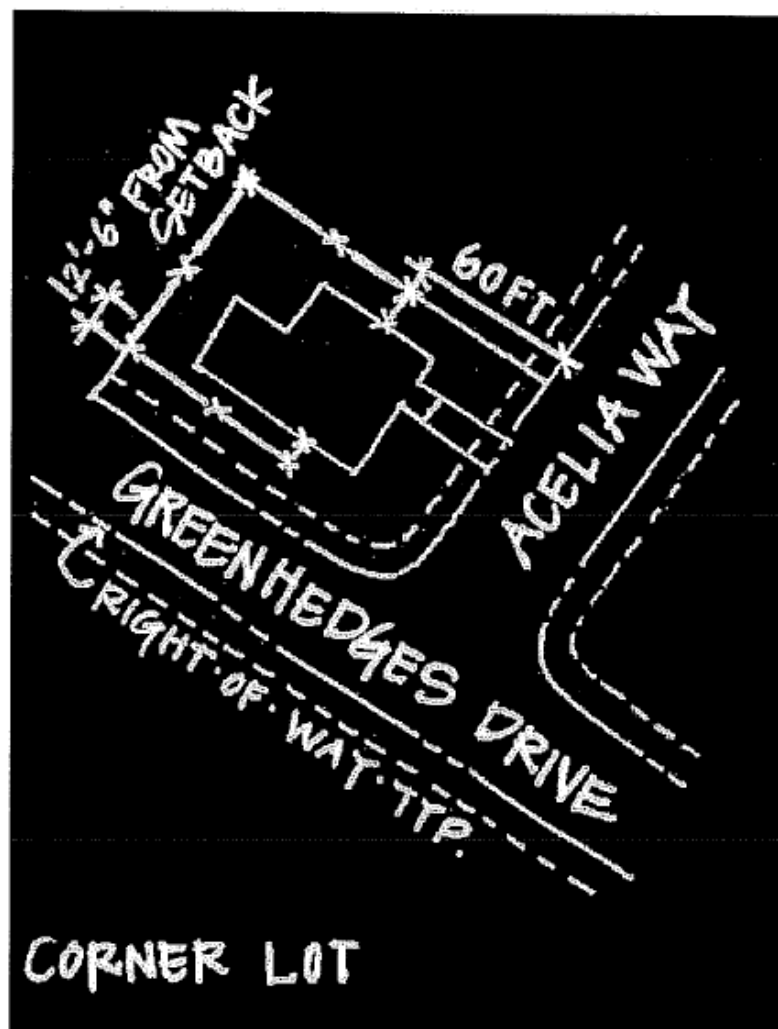 12'-6" FROM
SETBACK
60 FT.
ACELIA WAY
GREENHEDGES DRIVE
RIGHT·OF·WAY·TYP.
CORNER LOT